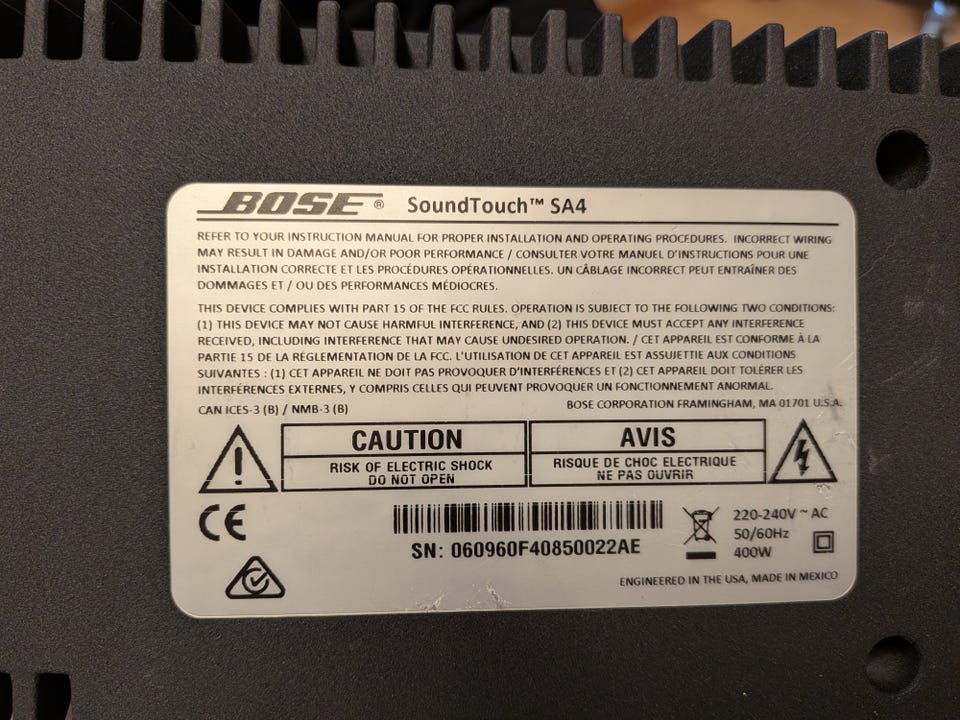 BOSE® SoundTouch™ SA4
REFER TO YOUR INSTRUCTION MANUAL FOR PROPER INSTALLATION AND OPERATING PROCEDURES. INCORRECT WIRING
MAY RESULT IN DAMAGE AND/OR POOR PERFORMANCE / CONSULTER VOTRE MANUEL D'INSTRUCTIONS POUR UNE
INSTALLATION CORRECTE ET LES PROCÉDURES OPÉRATIONNELLES. UN CÂBLAGE INCORRECT PEUT ENTRAÎNER DES
DOMMAGES ET / OU DES PERFORMANCES MÉDIOCRES.
THIS DEVICE COMPLIES WITH PART 15 OF THE FCC RULES. OPERATION IS SUBJECT TO THE FOLLOWING TWO CONDITIONS:
(1) THIS DEVICE MAY NOT CAUSE HARMFUL INTERFERENCE, AND (2) THIS DEVICE MUST ACCEPT ANY INTERFERENCE
RECEIVED, INCLUDING INTERFERENCE THAT MAY CAUSE UNDESIRED OPERATION. / CET APPAREIL EST CONFORME À LA
PARTIE 15 DE LA RÉGLEMENTATION DE LA FCC. L'UTILISATION DE CET APPAREIL EST ASSUJETTIE AUX CONDITIONS
SUIVANTES : (1) CET APPAREIL NE DOIT PAS PROVOQUER D'INTERFÉRENCES ET (2) CET APPAREIL DOIT TOLÉRER LES
INTERFÉRENCES EXTERNES, Y COMPRIS CELLES QUI PEUVENT PROVOQUER UN FONCTIONNEMENT ANORMAL.
CAN ICES-3 (B) / NMB-3 (B) BOSE CORPORATION FRAMINGHAM, MA 01701 U.S.A.
CAUTION
RISK OF ELECTRIC SHOCK
DO NOT OPEN
AVIS
RISQUE DE CHOC ELECTRIQUE
NE PAS OUVRIR
CE
SN: 060960F40850022AE
220-240V ~ AC
50/60Hz
400W
ENGINEERED IN THE USA, MADE IN MEXICO